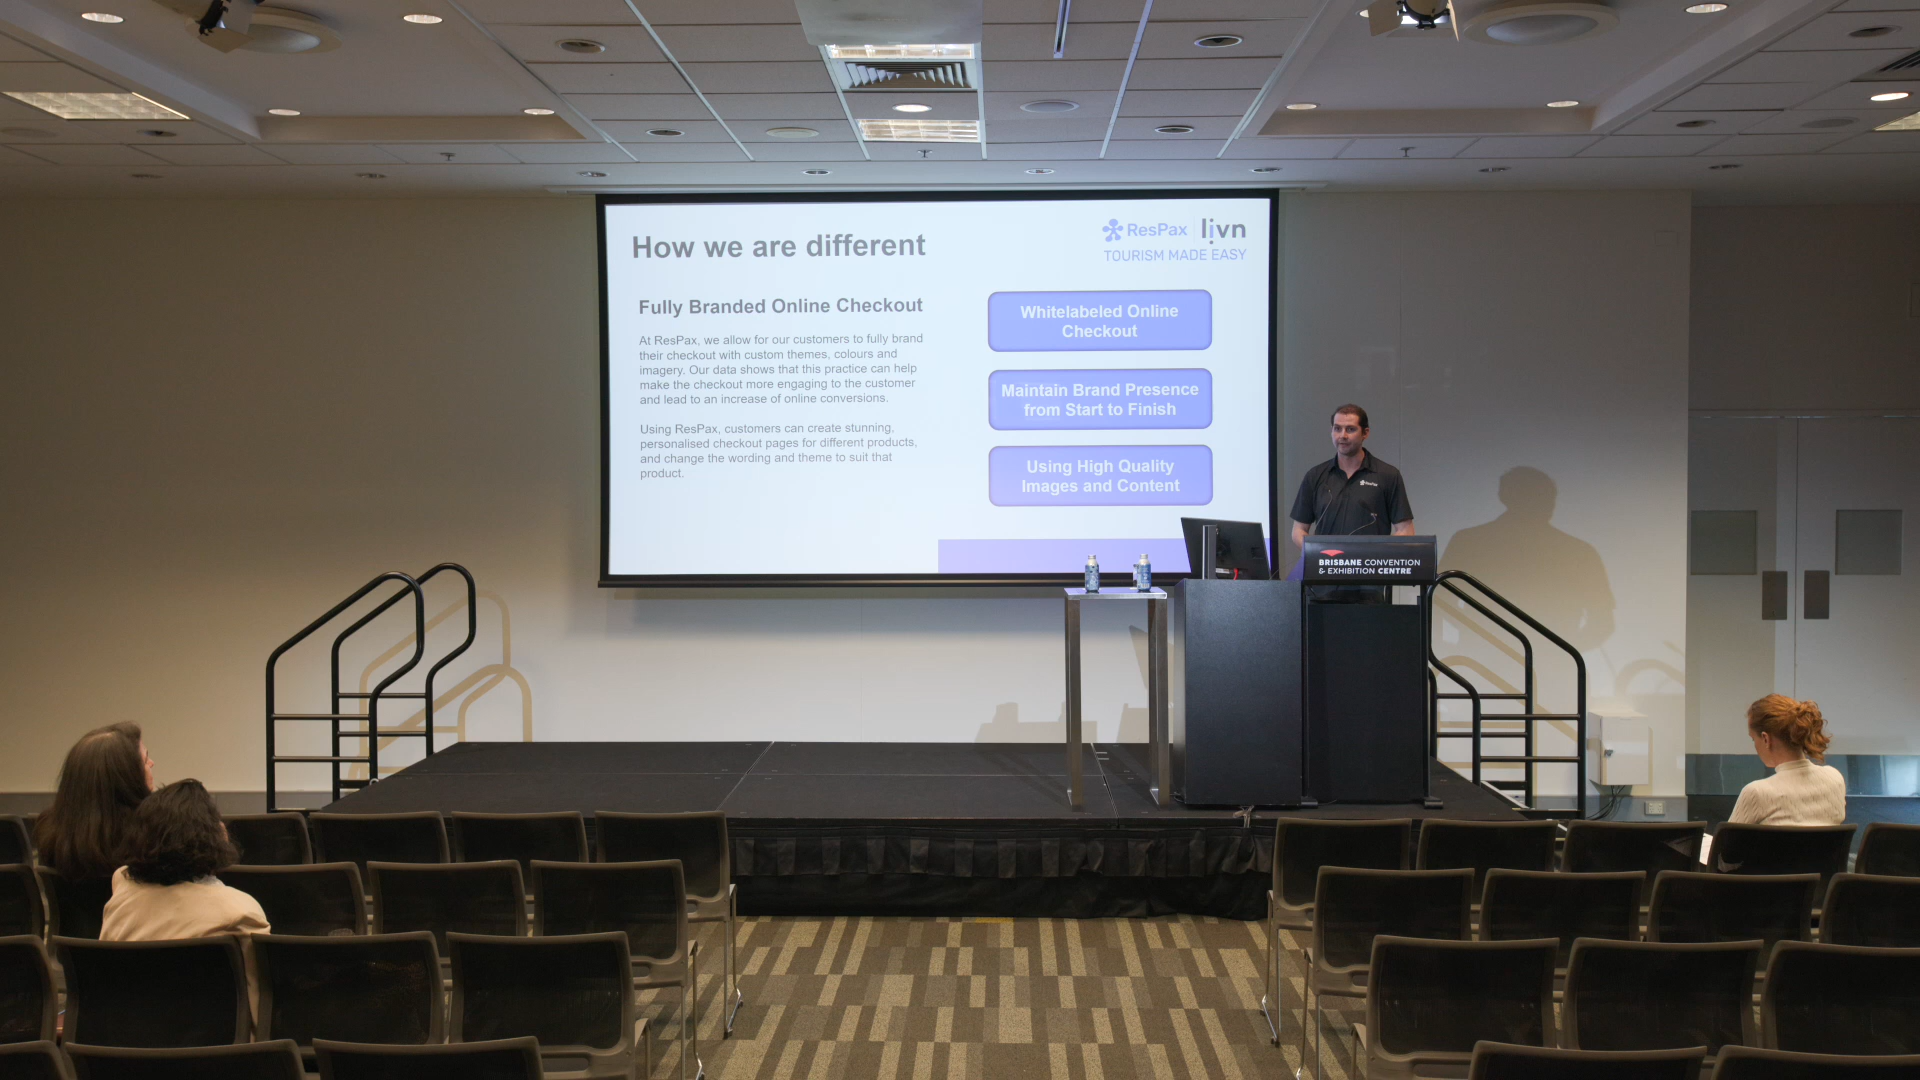 How we are different
ResPax livn
TOURISM MADE EASY
Fully Branded Online Checkout
At ResPax, we allow for our customers to fully brand
their checkout with custom themes, colours and
imagery. Our data shows that this practice can help
make the checkout more engaging to the customer
and lead to an increase of online conversions.
Using ResPax, customers can create stunning,
personalised checkout pages for different products,
and change the wording and theme to suit that
product.
Whitelabeled Online
Checkout
Maintain Brand Presence
from Start to Finish
Using High Quality
Images and Content
ResPax
BRISBANE CONVENTION
& EXHIBITION CENTRE